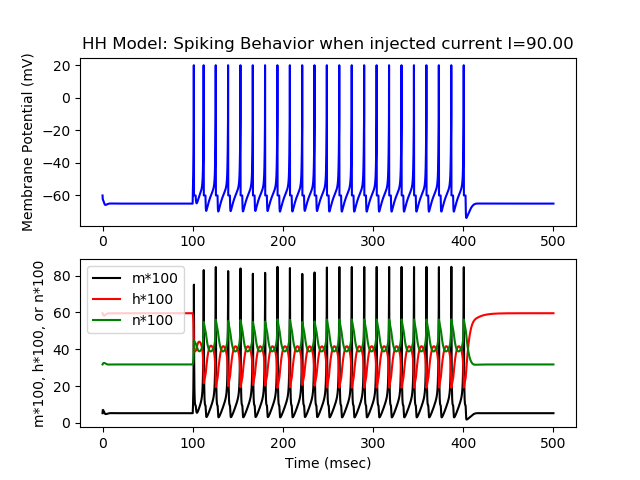 HH Model: Spiking Behavior when injected current I=90.00
Membrane Potential (mV)
20
0
−20
−40
−60
0 100 200 300 400 500
m*100, h*100, or n*100
80
60
40
20
0
m*100
h*100
n*100
0 100 200 300 400 500
Time (msec)